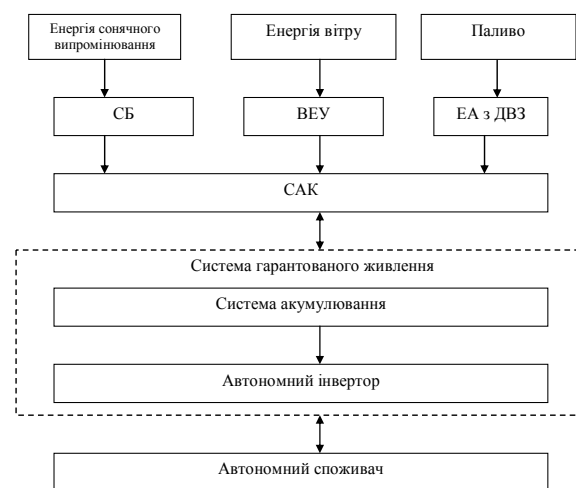 Енергія сонячного
випромінювання
Енергія вітру
Паливо
СБ
ВЕУ
ЕА з ДВЗ
САК
Система гарантованого живлення
Система акумулювання
Автономний інвертор
Автономний споживач